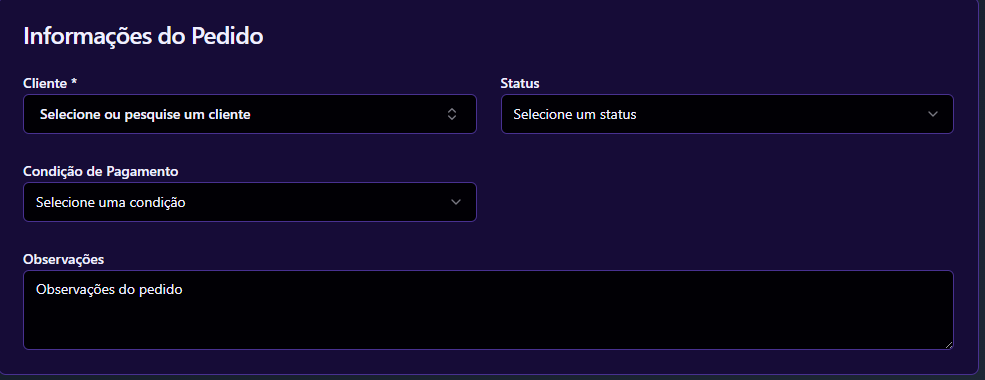 Informações do Pedido
Cliente *
Status
Selecione ou pesquise um cliente
Selecione um status
Condição de Pagamento
Selecione uma condição
Observações
Observações do pedido